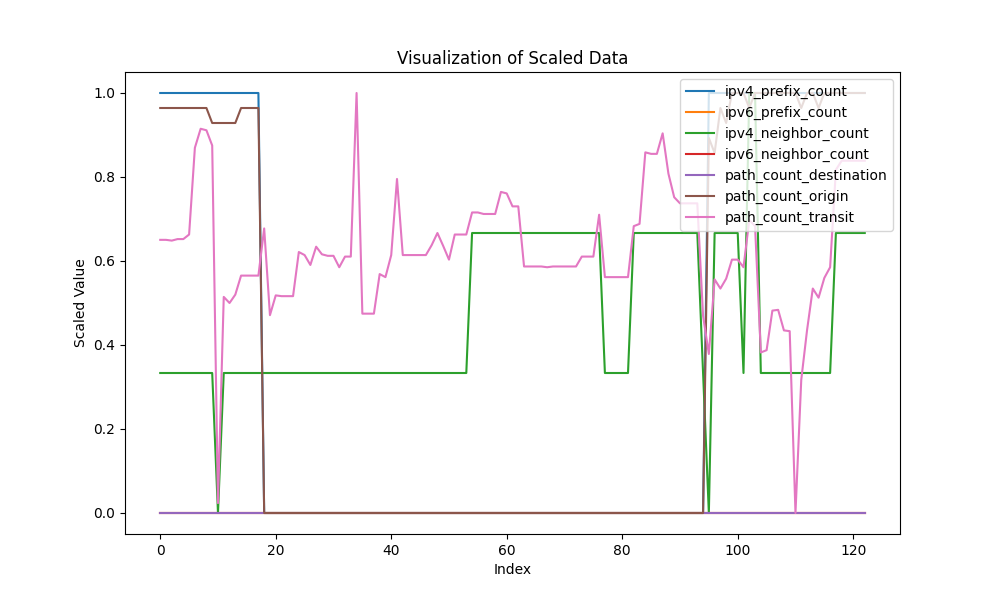 Visualization of Scaled Data
1.0
0.8
0.6
0.4
0.2
0.0
Scaled Value
0
20
40
60
80
100
120
Index
ipv4_prefix_count
ipv6_prefix_count
ipv4_neighbor_count
ipv6_neighbor_count
path_count_destination
path_count_origin
path_count_transit